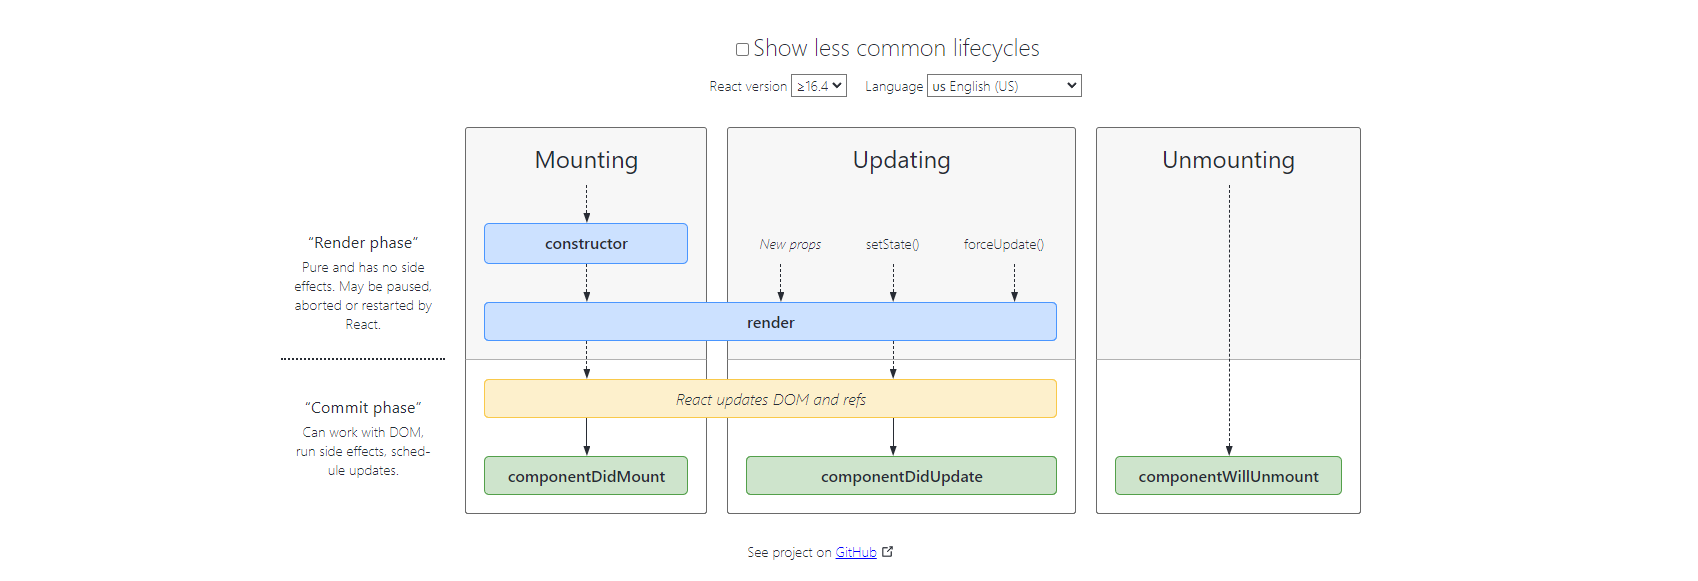 Show less common lifecycles
React version ≥16.4 Language us English (US)
Mounting
Updating
Unmounting
“Render phase”
Pure and has no side
effects. May be paused,
aborted or restarted by
React.
constructor
New props
setState()
forceUpdate()
render
“Commit phase”
Can work with DOM,
run side effects, sched-
ule updates.
React updates DOM and refs
componentDidMount
componentDidUpdate
componentWillUnmount
See project on GitHub